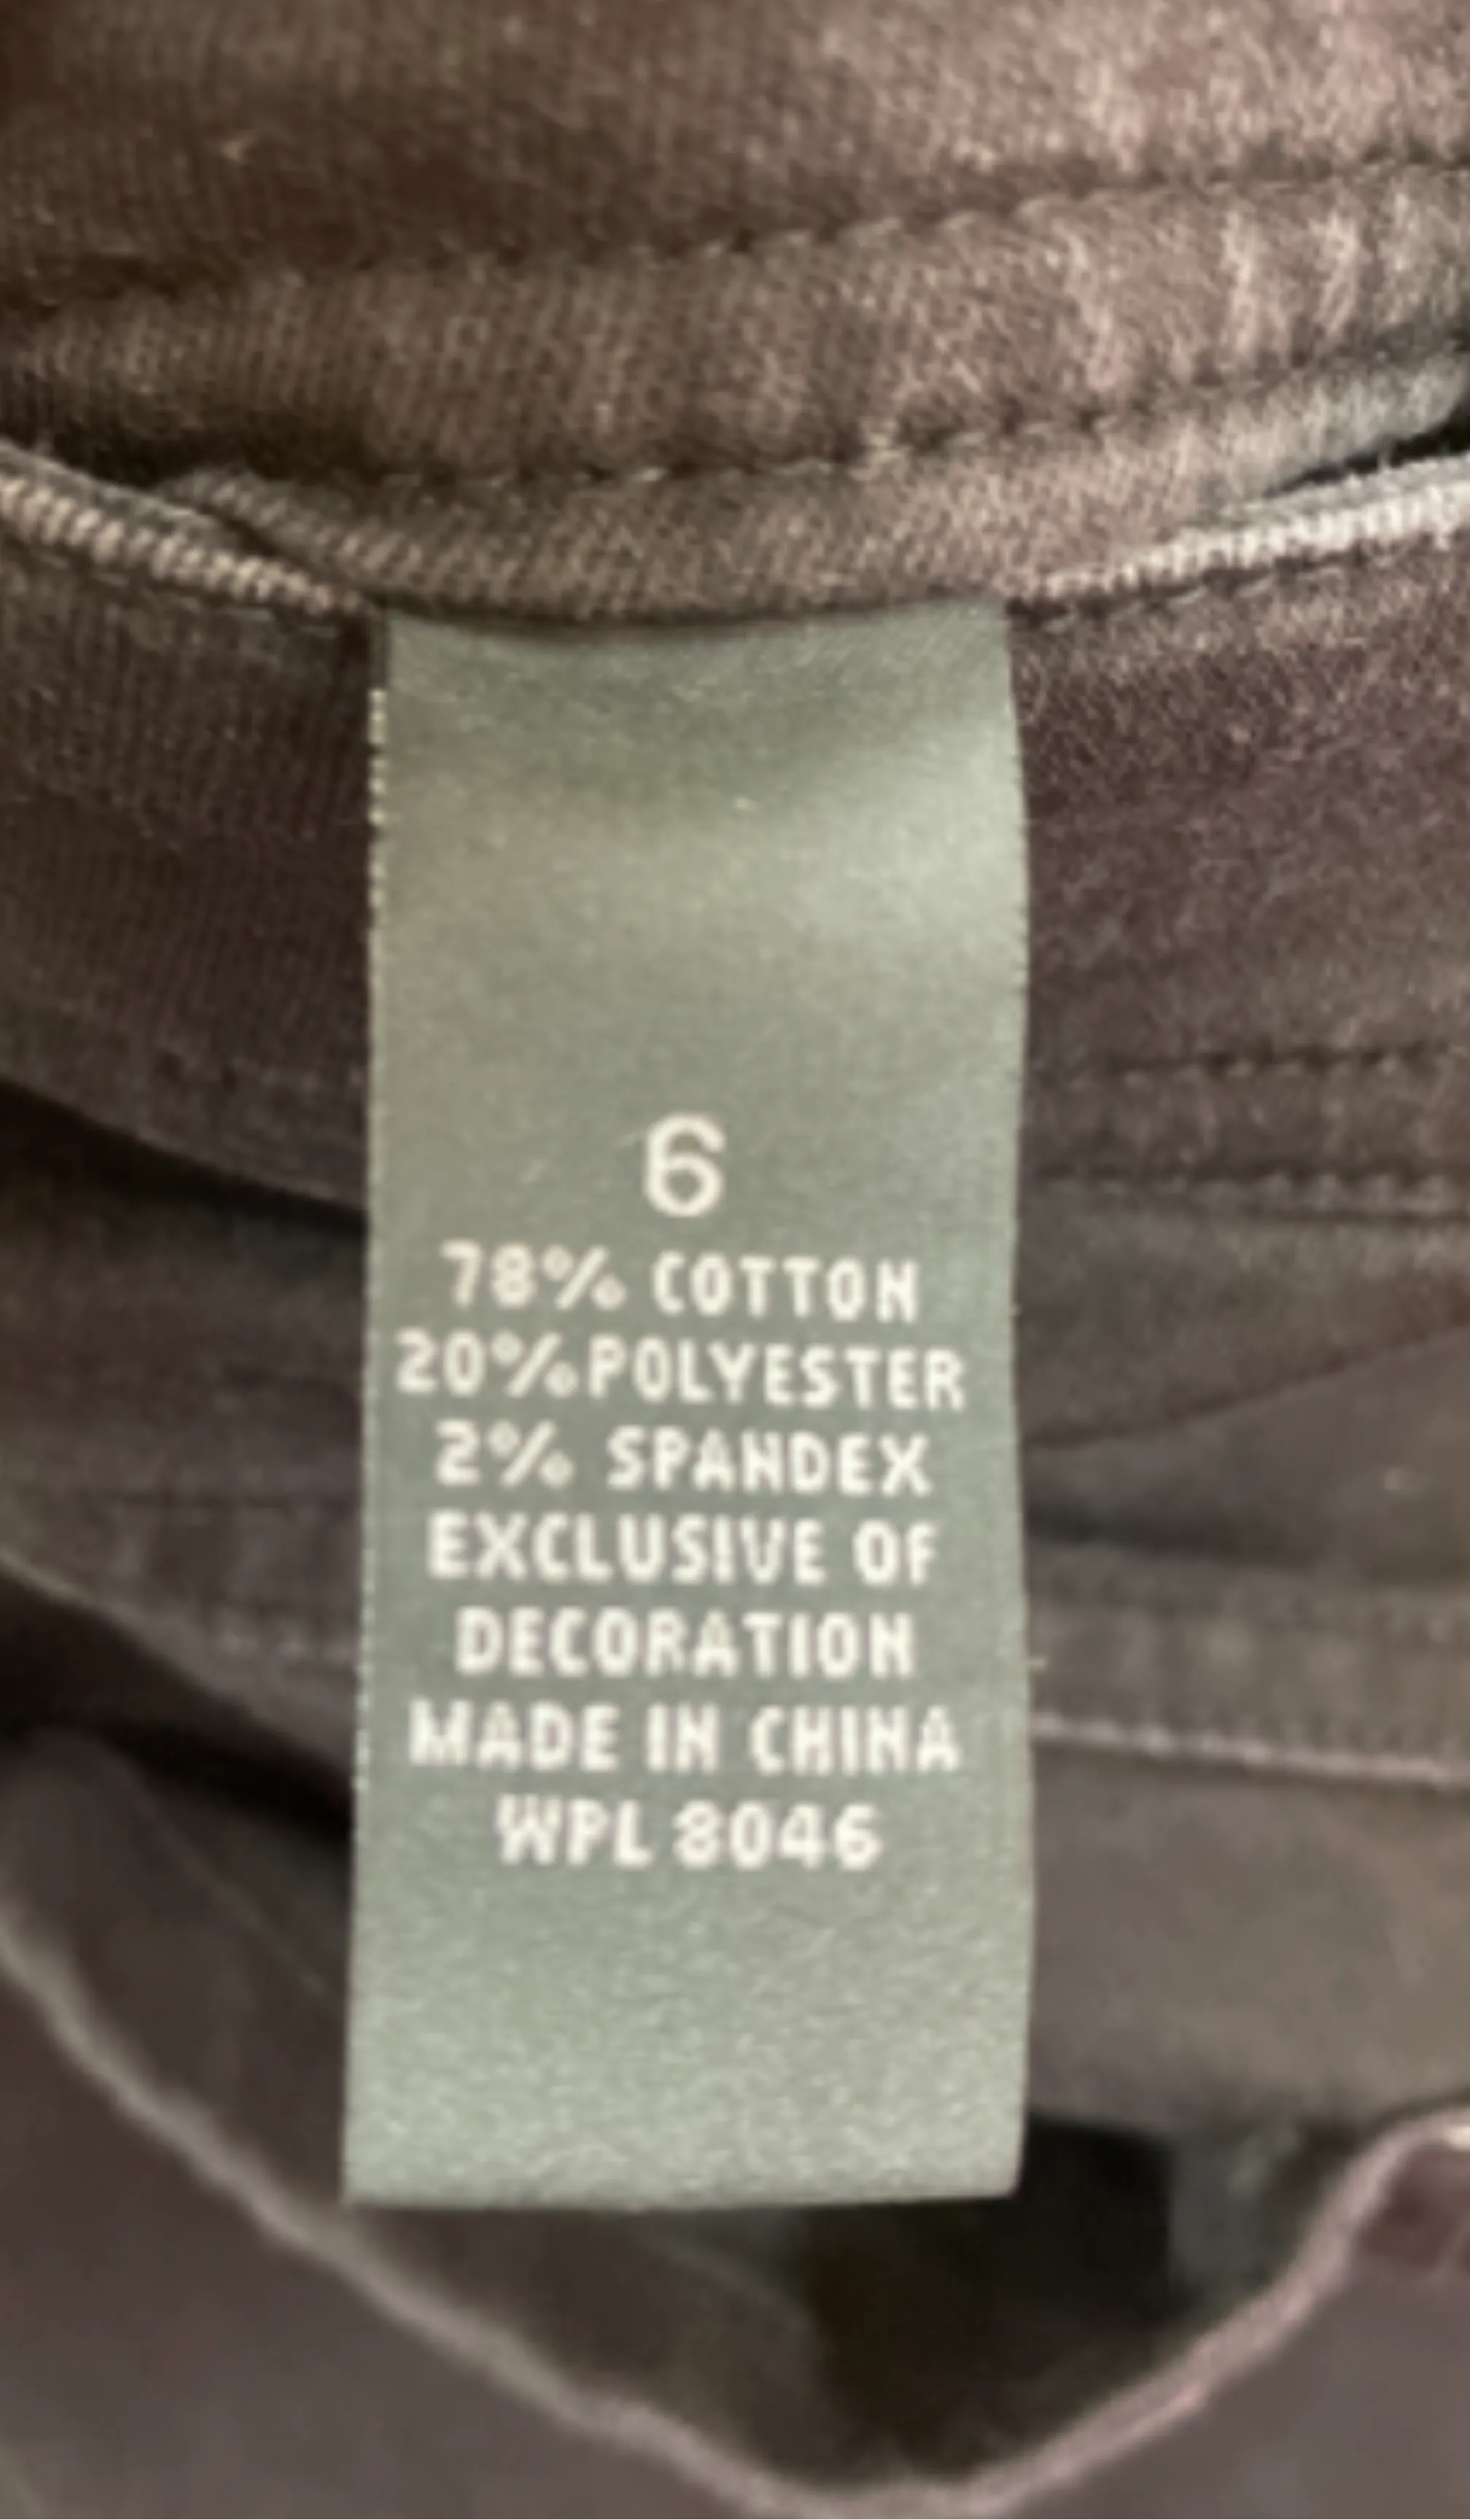 6
78% COTTON
20% POLYESTER
2% SPANDEX
EXCLUSIVE OF
DECORATION
MADE IN CHINA
WPL 8046